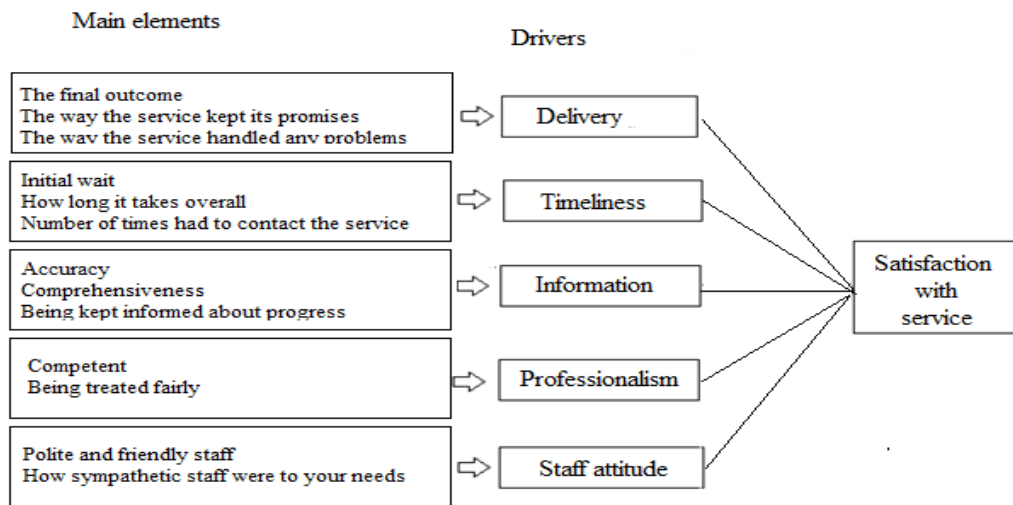 Main elements
Drivers
The final outcome
The way the service kept its promises
The way the service handled any problems
Delivery
Initial wait
How long it takes overall
Number of times had to contact the service
Timeliness
Accuracy
Comprehensiveness
Being kept informed about progress
Information
Competent
Being treated fairly
Professionalism
Polite and friendly staff
How sympathetic staff were to your needs
Staff attitude
Satisfaction
with
service